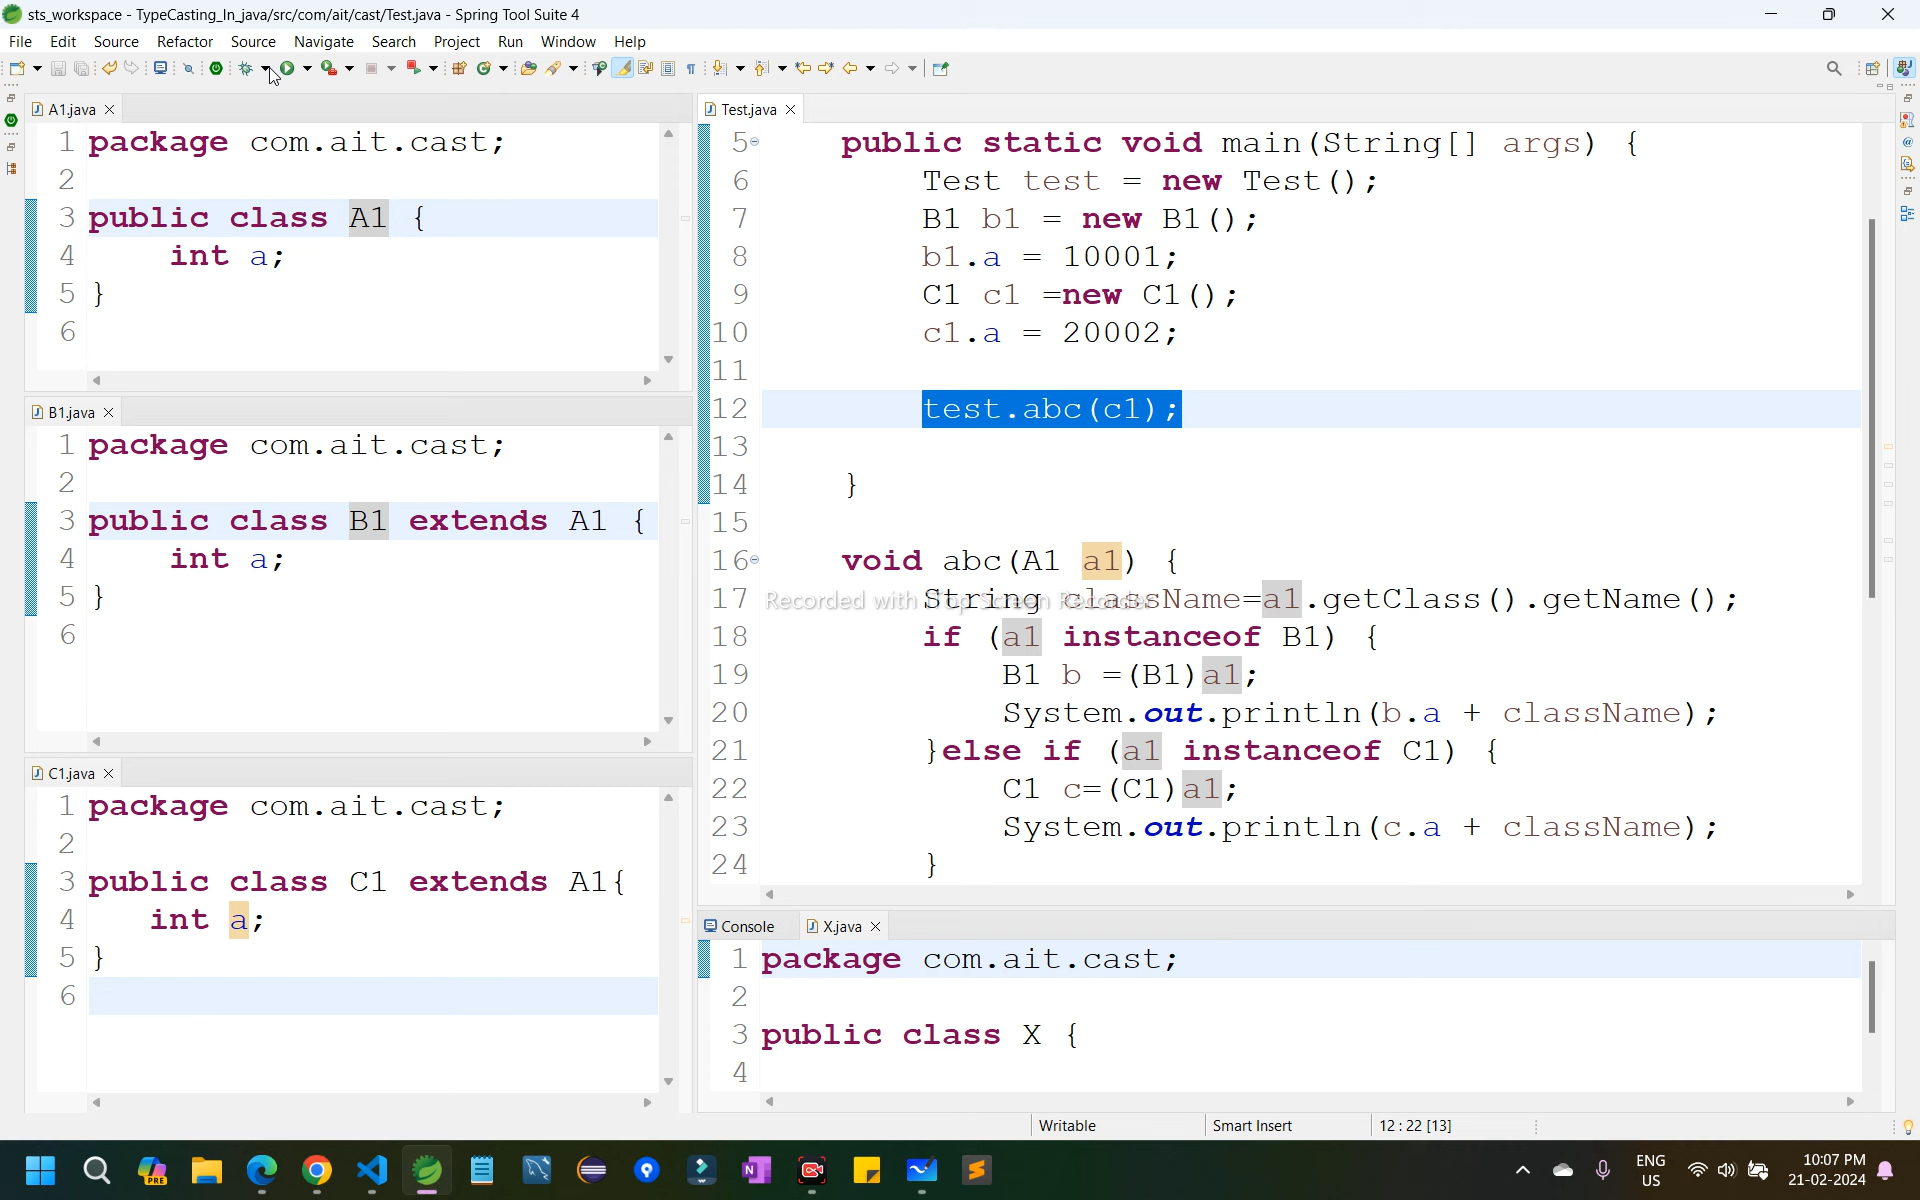 sts_workspace - TypeCasting_In_java/src/com/ait/cast/Test.java - Spring Tool Suite 4
File Edit Source Refactor Source Navigate Search Project Run Window Help
A1.java
1 package com.ait.cast;
2
3 public class A1 {
4 int a;
5 }
6
B1.java
1 package com.ait.cast;
2
3 public class B1 extends A1 {
4 int a;
5 }
6
C1.java
1 package com.ait.cast;
2
3 public class C1 extends A1{
4 int a;
5 }
6
Test.java
5 public static void main(String[] args) {
6 Test test = new Test();
7 B1 b1 = new B1();
8 b1.a = 10001;
9 C1 c1 =new C1();
10 c1.a = 20002;
11
12 test.abc(c1);
13
14 }
15
16 void abc(A1 a1) {
17 String className=a1.getClass().getName();
Recorded with iTop Screen Recorder
18 if (a1 instanceof B1) {
19 B1 b =(B1)a1;
20 System.out.println(b.a + className);
21 }else if (a1 instanceof C1) {
22 C1 c=(C1)a1;
23 System.out.println(c.a + className);
24 }
Console X.java
1 package com.ait.cast;
2
3 public class X {
4
Writable Smart Insert 12 : 22 [13]
PRE
ENG
US
10:07 PM
21-02-2024